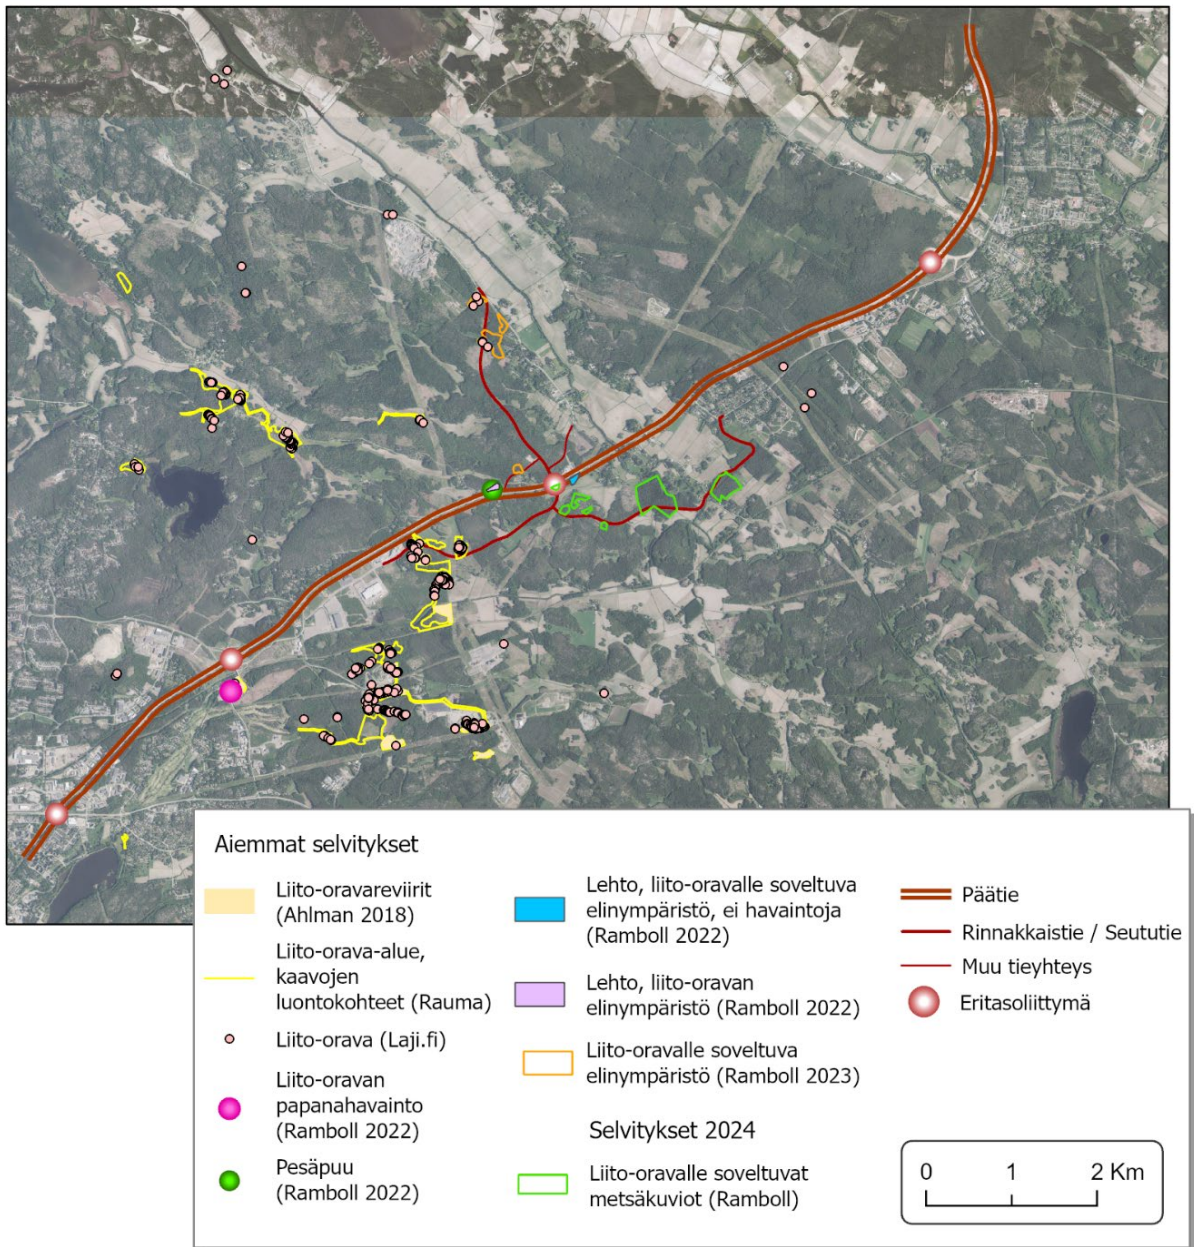 Aiemmat selvitykset
Liito-oravareviirit
(Ahlman 2018)
Liito-orava-alue,
kaavojen
luontokohteet (Rauma)
Liito-orava (Laji.fi)
Liito-oravan
papanahavainto
(Ramboll 2022)
Pesäpuu
(Ramboll 2022)
Lehto, liito-oravalle soveltuva
elinympäristö, ei havaintoja
(Ramboll 2022)
Lehto, liito-oravan
elinympäristö (Ramboll 2022)
Liito-oravalle soveltuva
elinympäristö (Ramboll 2023)
Selvitykset 2024
Liito-oravalle soveltuvat
metsäkuviot (Ramboll)
Päätie
Rinnakkaistie / Seututie
Muu tieyhteys
Eritasoliittymä
0 1 2 Km